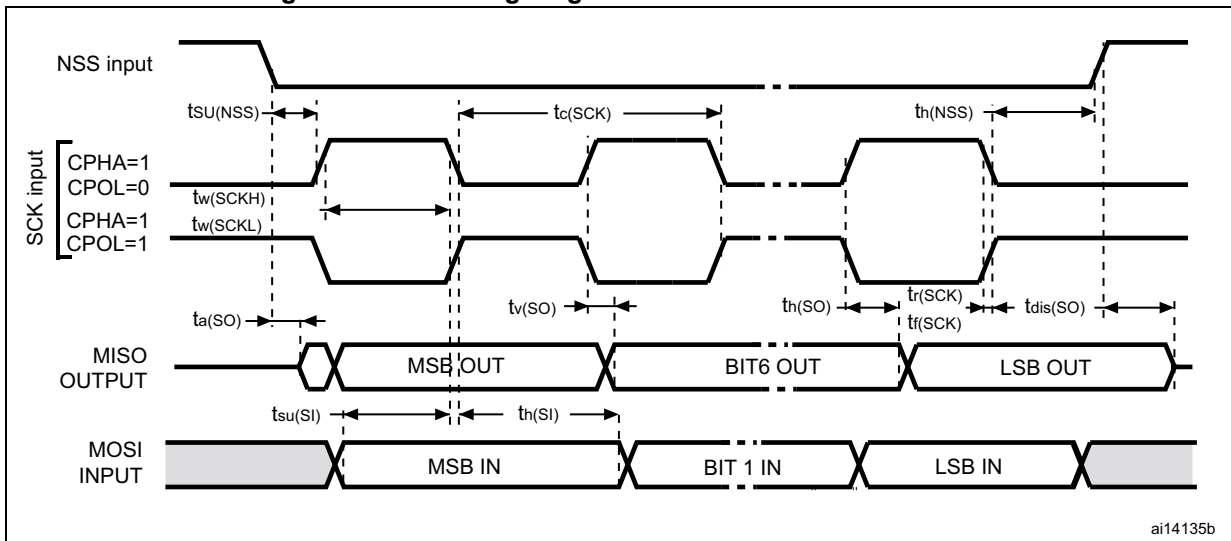 NSS input
tSU(NSS)
tc(SCK)
th(NSS)
SCK input
CPHA=1
CPOL=0
tw(SCKH)
CPHA=1
tw(SCKL)
CPOL=1
ta(SO)
tv(SO)
th(SO)
tr(SCK)
tf(SCK)
tdis(SO)
MISO
OUTPUT
MSB OUT
BIT6 OUT
LSB OUT
tsu(SI)
th(SI)
MOSI
INPUT
MSB IN
BIT 1 IN
LSB IN
ai14135b